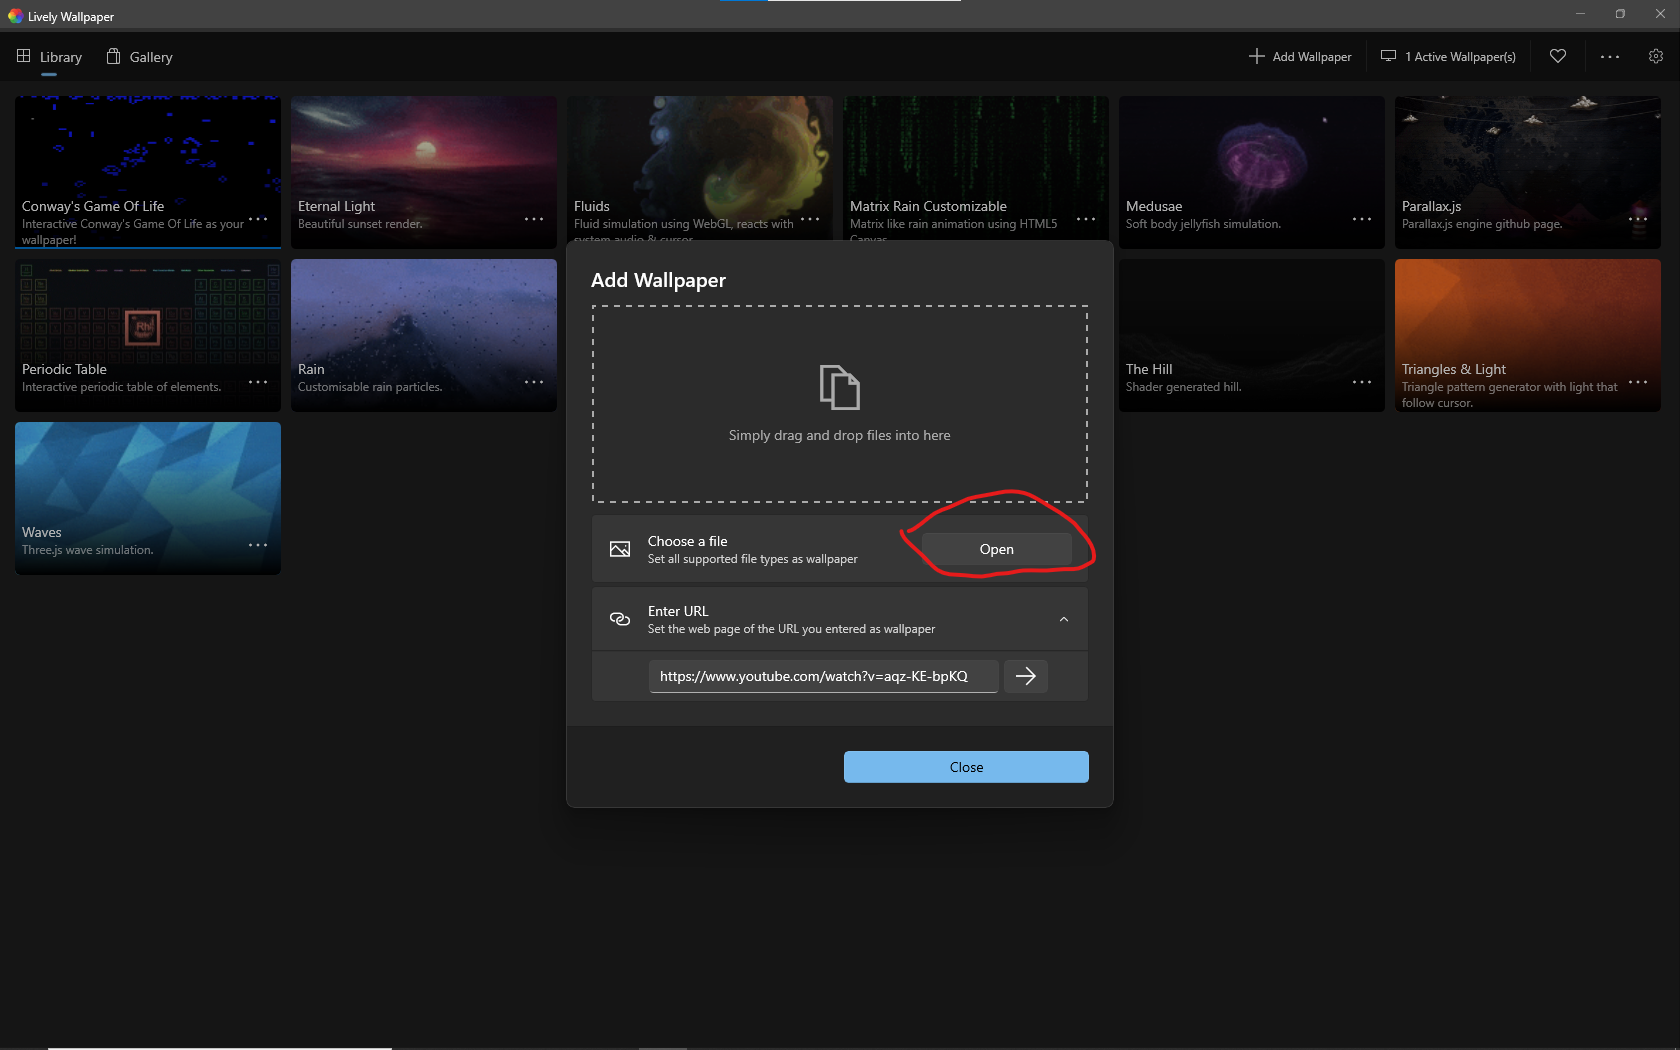 Lively Wallpaper
Library
Gallery
Add Wallpaper
1 Active Wallpaper(s)
Conway's Game Of Life
Interactive Conway's Game Of Life as your
wallpaper!
Eternal Light
Beautiful sunset render.
Fluids
Fluid simulation using WebGL, reacts with
system audio & cursor.
Matrix Rain Customizable
Matrix like rain animation using HTML5
Canvas.
Medusae
Soft body jellyfish simulation.
Parallax.js
Parallax.js engine github page.
Rh
Periodic Table
Interactive periodic table of elements.
Rain
Customisable rain particles.
The Hill
Shader generated hill.
Triangles & Light
Triangle pattern generator with light that
follow cursor.
Waves
Three.js wave simulation.
Add Wallpaper
Simply drag and drop files into here
Choose a file
Set all supported file types as wallpaper
Open
Enter URL
Set the web page of the URL you entered as wallpaper
https://www.youtube.com/watch?v=aqz-KE-bpKQ
Close